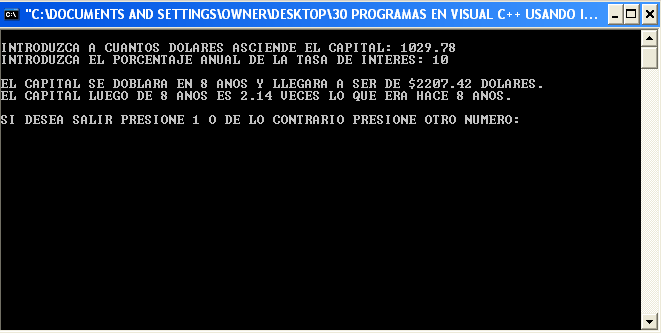 "C:\DOCUMENTS AND SETTINGS\OWNER\DESKTOP\30 PROGRAMAS EN VISUAL C++ USANDO I...
INTRODUZCA A CUANTOS DOLARES ASCIENDE EL CAPITAL: 1029.78
INTRODUZCA EL PORCENTAJE ANUAL DE LA TASA DE INTERES: 10
EL CAPITAL SE DOBLARA EN 8 ANOS Y LLEGARA A SER DE $2207.42 DOLARES.
EL CAPITAL LUEGO DE 8 ANOS ES 2.14 VECES LO QUE ERA HACE 8 ANOS.
SI DESEA SALIR PRESIONE 1 O DE LO CONTRARIO PRESIONE OTRO NUMERO: